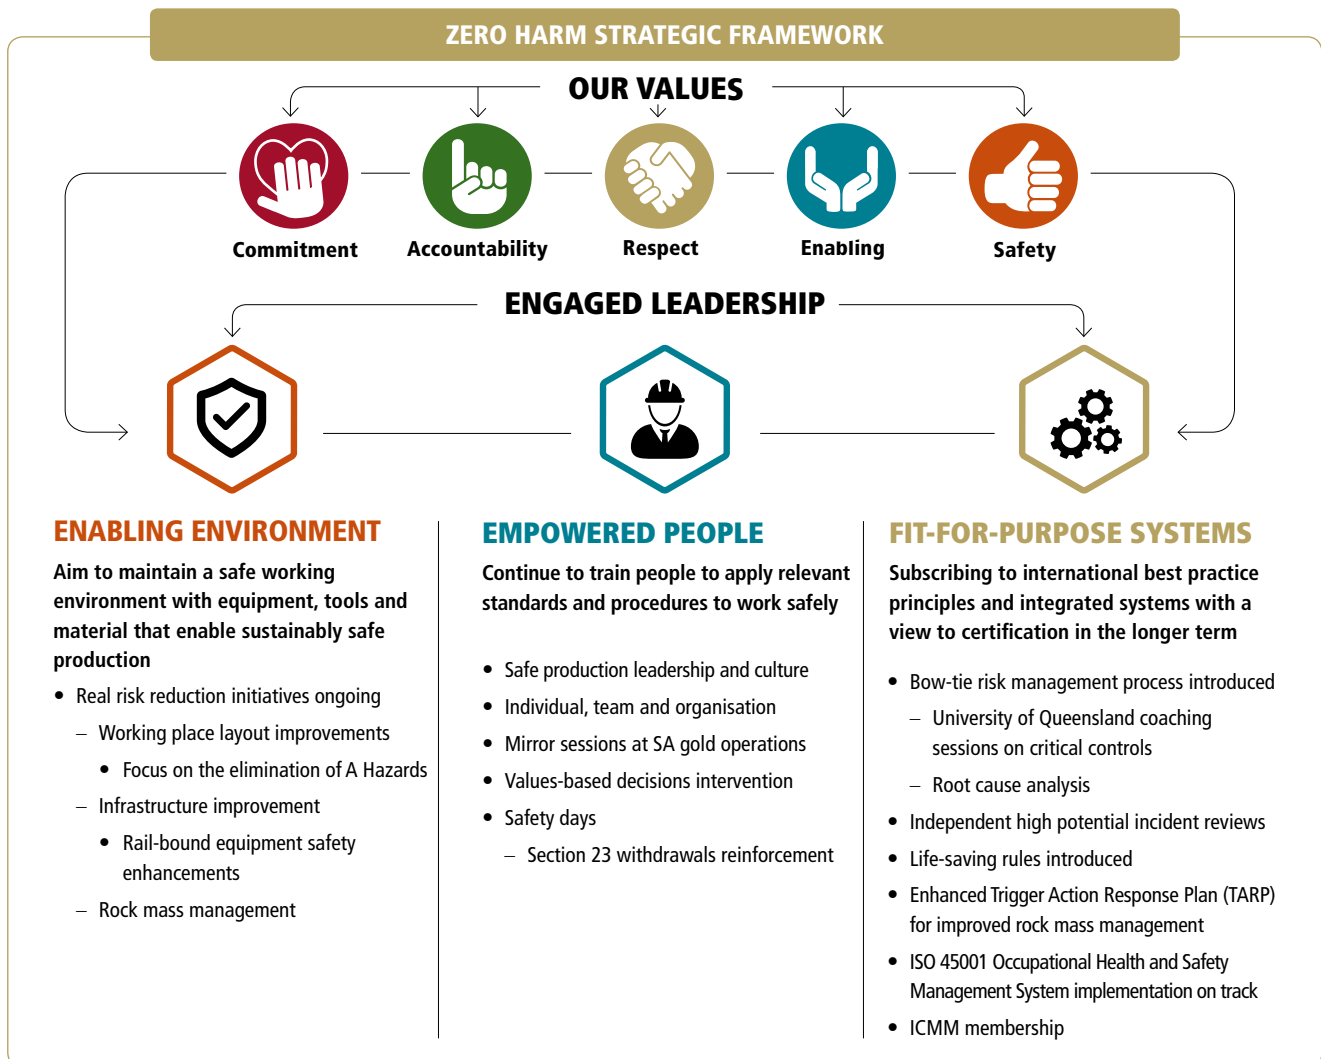 ZERO HARM STRATEGIC FRAMEWORK
OUR VALUES
Commitment
Accountability
Respect
Enabling
Safety
ENGAGED LEADERSHIP
ENABLING ENVIRONMENT
Aim to maintain a safe working
environment with equipment, tools and
material that enable sustainably safe
production
• Real risk reduction initiatives ongoing
– Working place layout improvements
• Focus on the elimination of A Hazards
– Infrastructure improvement
• Rail-bound equipment safety
enhancements
– Rock mass management
EMPOWERED PEOPLE
Continue to train people to apply relevant
standards and procedures to work safely
• Safe production leadership and culture
• Individual, team and organisation
• Mirror sessions at SA gold operations
• Values-based decisions intervention
• Safety days
– Section 23 withdrawals reinforcement
FIT-FOR-PURPOSE SYSTEMS
Subscribing to international best practice
principles and integrated systems with a
view to certification in the longer term
• Bow-tie risk management process introduced
– University of Queensland coaching
sessions on critical controls
– Root cause analysis
• Independent high potential incident reviews
• Life-saving rules introduced
• Enhanced Trigger Action Response Plan (TARP)
for improved rock mass management
• ISO 45001 Occupational Health and Safety
Management System implementation on track
• ICMM membership